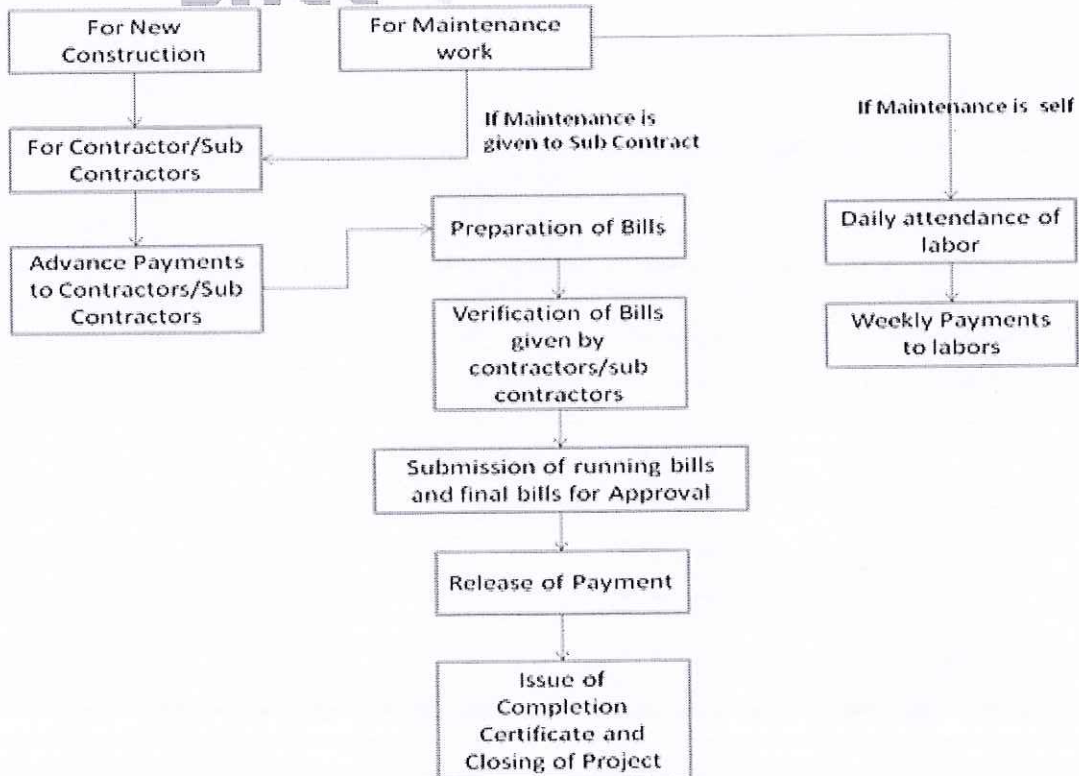 For New
Construction
For Maintenance
work
If Maintenance is
given to Sub Contract
If Maintenance is self
For Contractor/Sub
Contractors
Advance Payments
to Contractors/Sub
Contractors
Preparation of Bills
Daily attendance of
labor
Verification of Bills
given by
contractors/sub
contractors
Weekly Payments
to labors
Submission of running bills
and final bills for Approval
Release of Payment
Issue of
Completion
Certificate and
Closing of Project